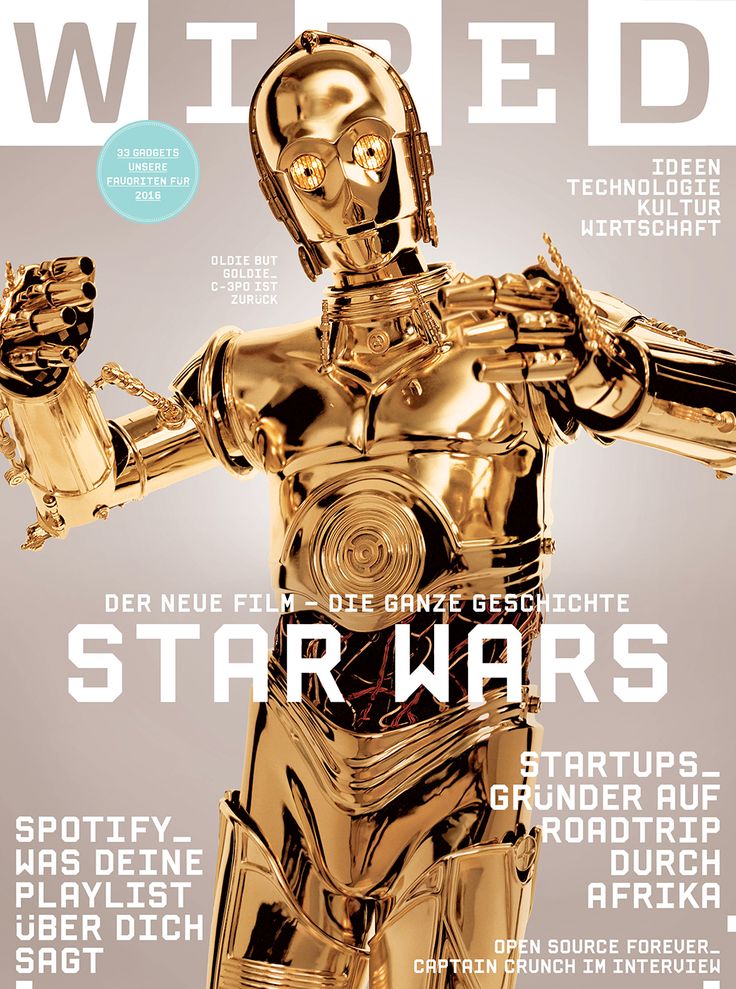 WIRED
33 GADGETS
UNSERE
FAVORITEN FÜR
2016
IDEEN
TECHNOLOGIE
KULTUR
WIRTSCHAFT
OLDIE BUT
GOLDIE_
C-3PO IST
ZURÜCK
DER NEUE FILM – DIE GANZE GESCHICHTE
STAR WARS
STARTUPS_
GRÜNDER AUF
ROADTRIP
DURCH
AFRIKA
SPOTIFY_
WAS DEINE
PLAYLIST
ÜBER DICH
SAGT
OPEN SOURCE FOREVER_
CAPTAIN CRUNCH IM INTERVIEW